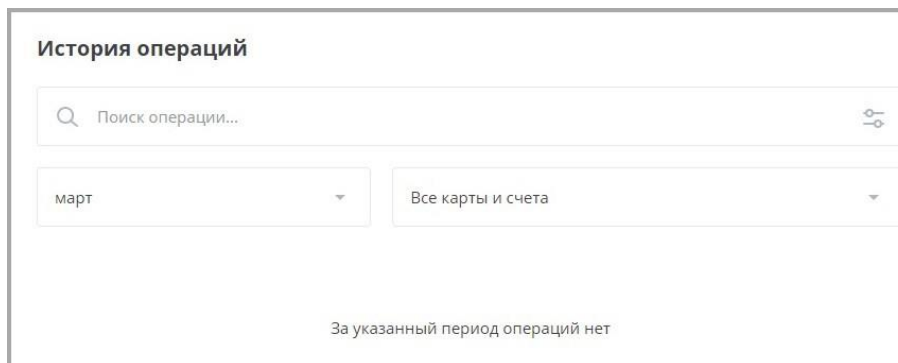 История операций
Поиск операции...
март
Все карты и счета
За указанный период операций нет